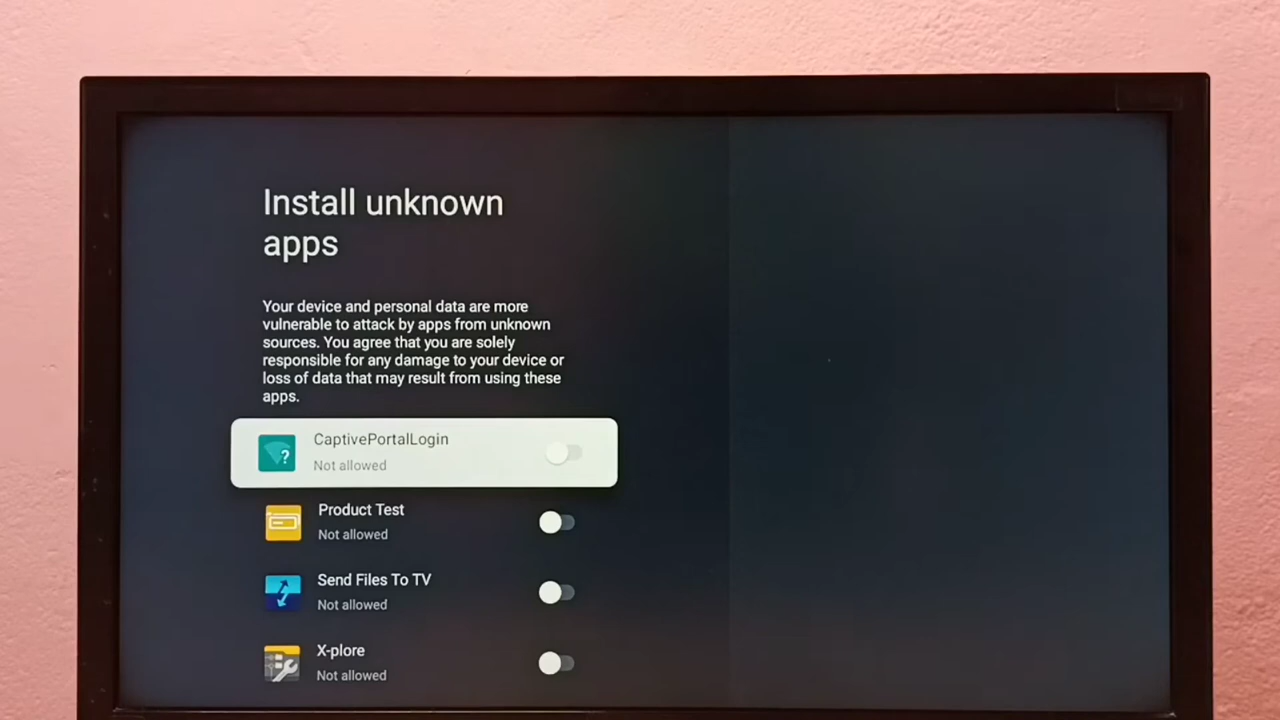 Install unknown
apps
Your device and personal data are more
vulnerable to attack by apps from unknown
sources. You agree that you are solely
responsible for any damage to your device or
loss of data that may result from using these
apps.
CaptivePortalLogin
Not allowed
Product Test
Not allowed
Send Files To TV
Not allowed
X-plore
Not allowed